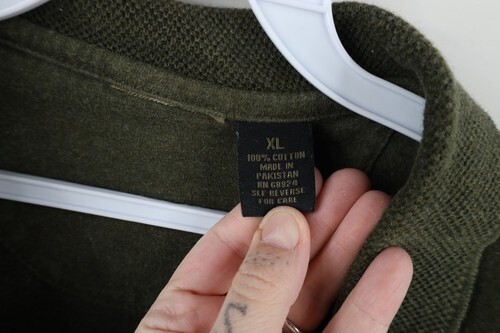 XL
100% COTTON
MADE IN
PAKISTAN
RN 68924
SEE REVERSE
FOR CARE